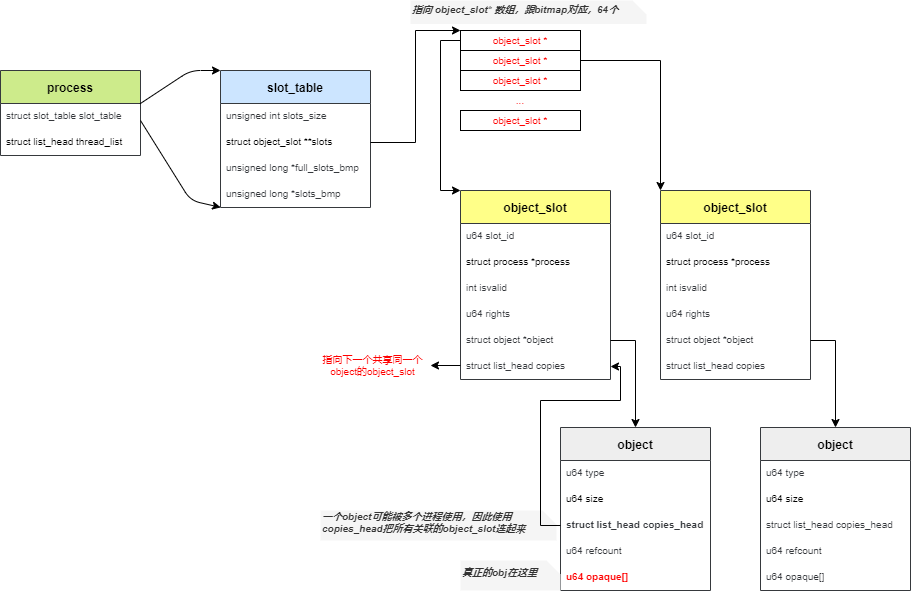 指向 object_slot* 数组，跟bitmap对应，64个
object_slot *
object_slot *
object_slot *
...
object_slot *
process
struct slot_table slot_table
struct list_head thread_list
slot_table
unsigned int slots_size
struct object_slot **slots
unsigned long *full_slots_bmp
unsigned long *slots_bmp
object_slot
u64 slot_id
struct process *process
int isvalid
u64 rights
struct object *object
struct list_head copies
object_slot
u64 slot_id
struct process *process
int isvalid
u64 rights
struct object *object
struct list_head copies
指向下一个共享同一个
object的object_slot
object
u64 type
u64 size
struct list_head copies_head
u64 refcount
u64 opaque[]
object
u64 type
u64 size
struct list_head copies_head
u64 refcount
u64 opaque[]
一个object可能被多个进程使用，因此使用
copies_head把所有关联的object_slot连起来
真正的obj在这里